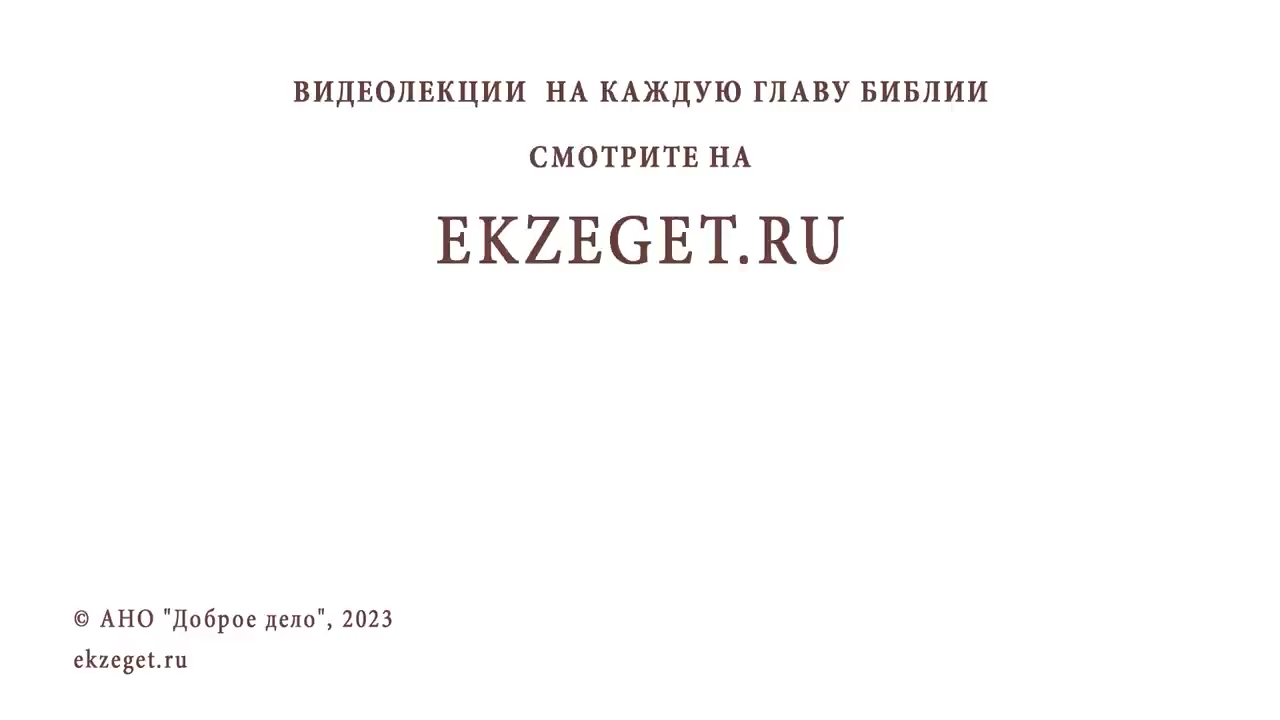 ВИДЕОЛЕКЦИИ НА КАЖДУЮ ГЛАВУ БИБЛИИ
СМОТРИТЕ НА
EKZEGET.RU
© АНО "Доброе дело", 2023
ekzeget.ru